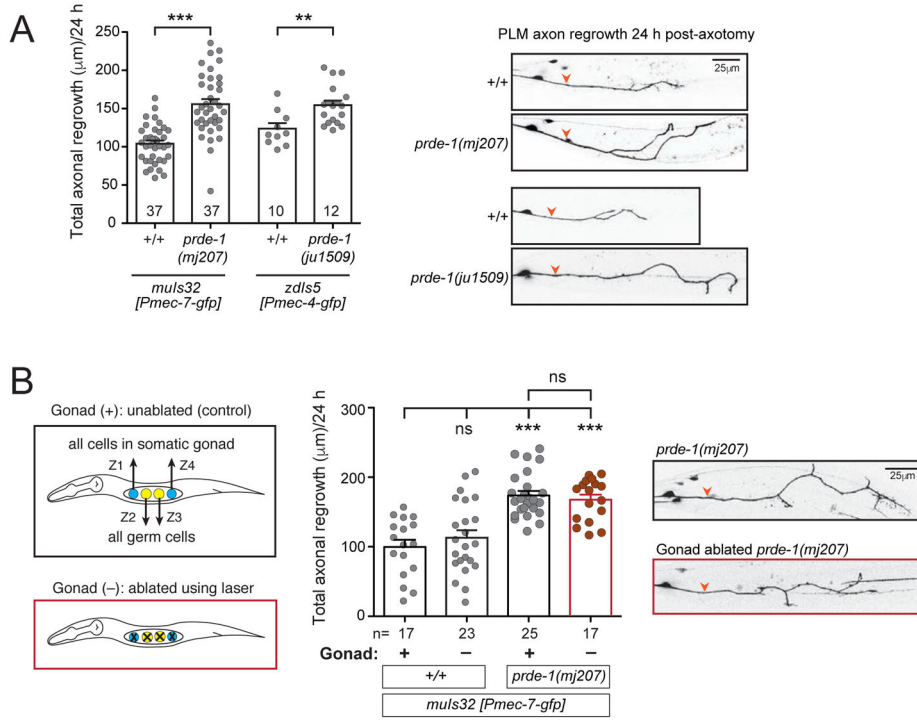 A
Total axonal regrowth (μm)/24 h
250
200
150
100
50
0
***
**
37
37
10
12
+/+
prde-1
(mj207)
+/+
prde-1
(ju1509)
muIs32
[Pmec-7-gfp]
zdIs5
[Pmec-4-gfp]
PLM axon regrowth 24 h post-axotomy
+/+
25μm
prde-1(mj207)
+/+
prde-1(ju1509)
B
Gonad (+): unablated (control)
all cells in somatic gonad
Z1
Z4
Z2
Z3
all germ cells
Gonad (–): ablated using laser
Total axonal regrowth (μm)/24 h
300
200
100
0
ns
ns
***
***
n= 17
23
25
17
Gonad: + – + –
+/+
prde-1(mj207)
muIs32 [Pmec-7-gfp]
prde-1(mj207)
25μm
Gonad ablated prde-1(mj207)